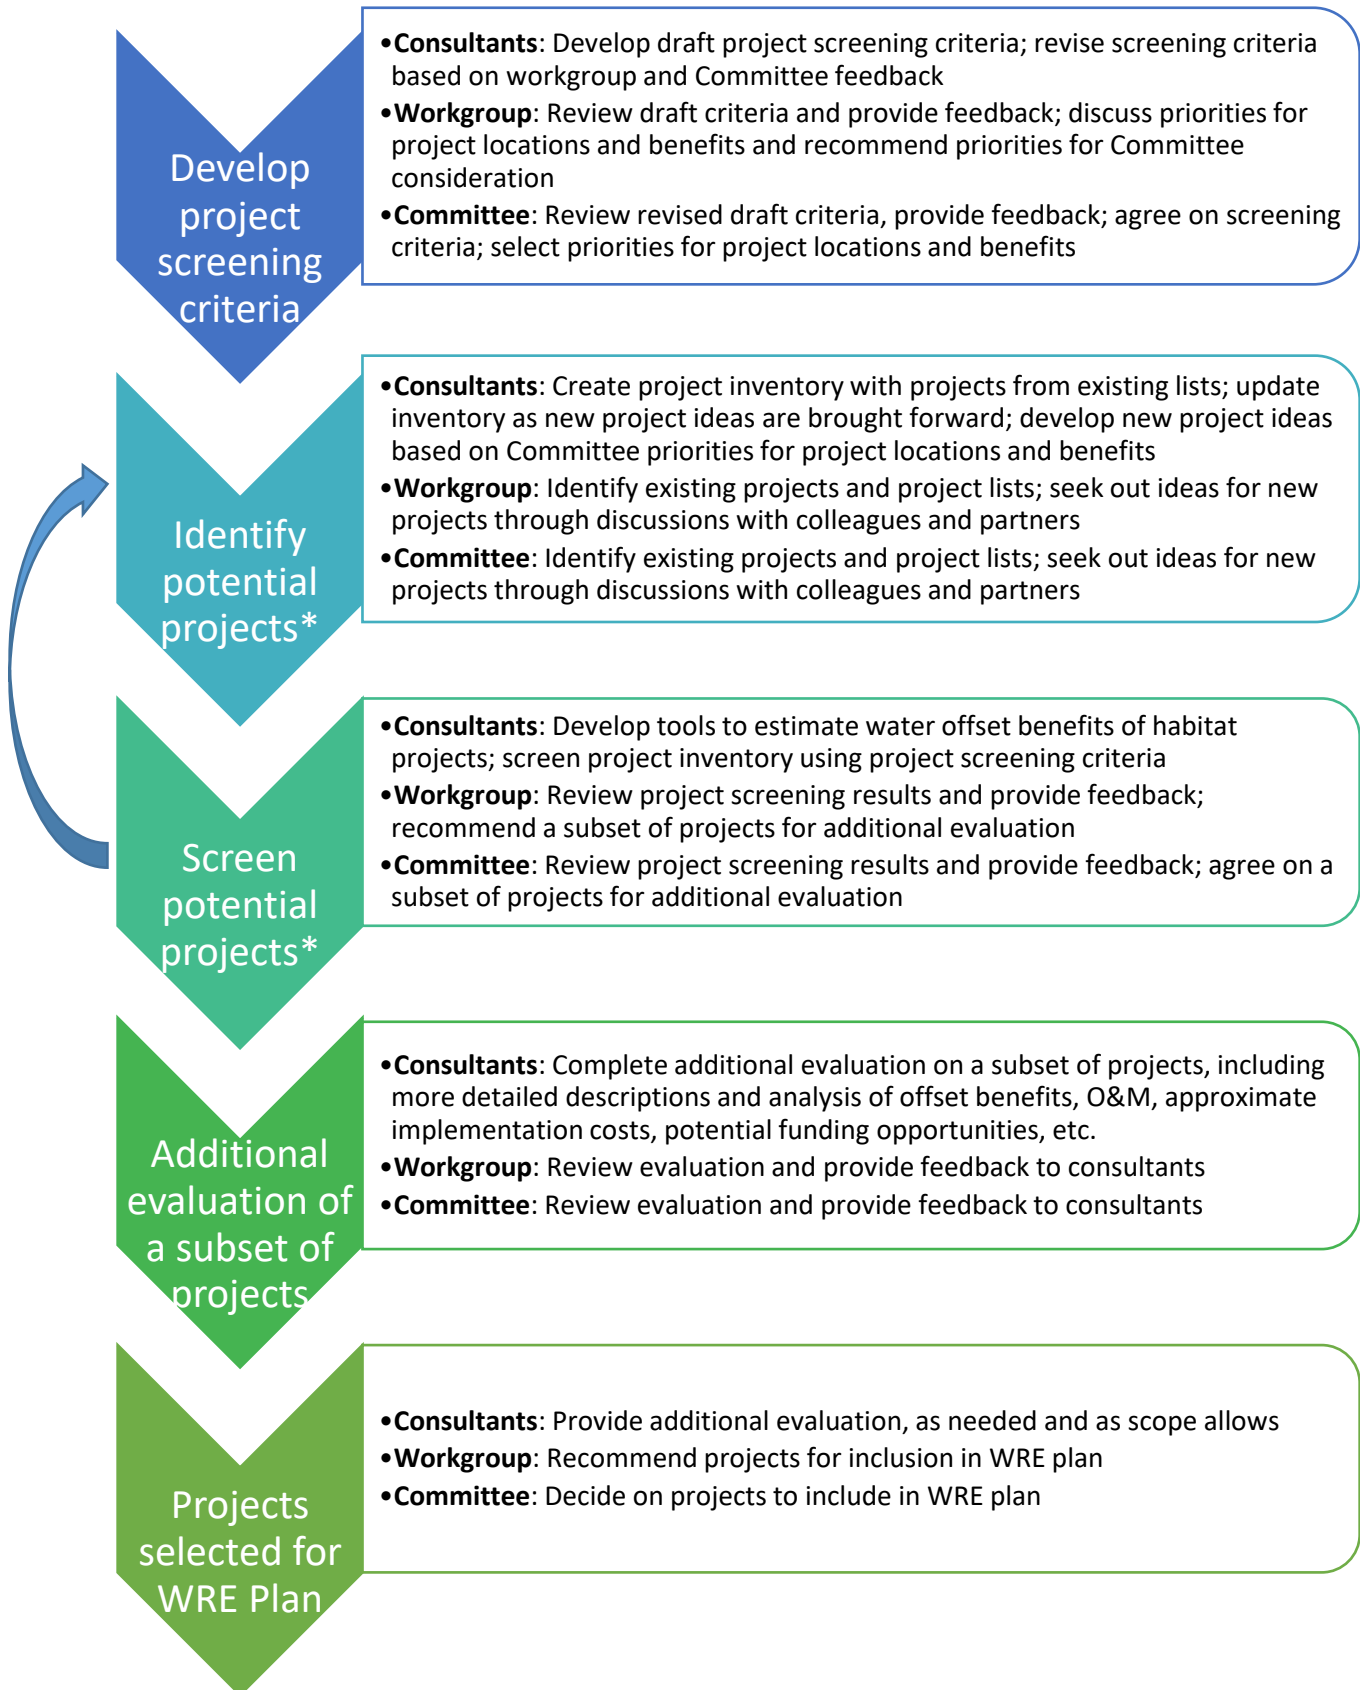 Develop
project
screening
criteria
•Consultants: Develop draft project screening criteria; revise screening criteria
based on workgroup and Committee feedback
•Workgroup: Review draft criteria and provide feedback; discuss priorities for
project locations and benefits and recommend priorities for Committee
consideration
•Committee: Review revised draft criteria, provide feedback; agree on screening
criteria; select priorities for project locations and benefits
Identify
potential
projects*
•Consultants: Create project inventory with projects from existing lists; update
inventory as new project ideas are brought forward; develop new project ideas
based on Committee priorities for project locations and benefits
•Workgroup: Identify existing projects and project lists; seek out ideas for new
projects through discussions with colleagues and partners
•Committee: Identify existing projects and project lists; seek out ideas for new
projects through discussions with colleagues and partners
Screen
potential
projects*
•Consultants: Develop tools to estimate water offset benefits of habitat
projects; screen project inventory using project screening criteria
•Workgroup: Review project screening results and provide feedback;
recommend a subset of projects for additional evaluation
•Committee: Review project screening results and provide feedback; agree on a
subset of projects for additional evaluation
Additional
evaluation of
a subset of
projects
•Consultants: Complete additional evaluation on a subset of projects, including
more detailed descriptions and analysis of offset benefits, O&M, approximate
implementation costs, potential funding opportunities, etc.
•Workgroup: Review evaluation and provide feedback to consultants
•Committee: Review evaluation and provide feedback to consultants
Projects
selected for
WRE Plan
•Consultants: Provide additional evaluation, as needed and as scope allows
•Workgroup: Recommend projects for inclusion in WRE plan
•Committee: Decide on projects to include in WRE plan